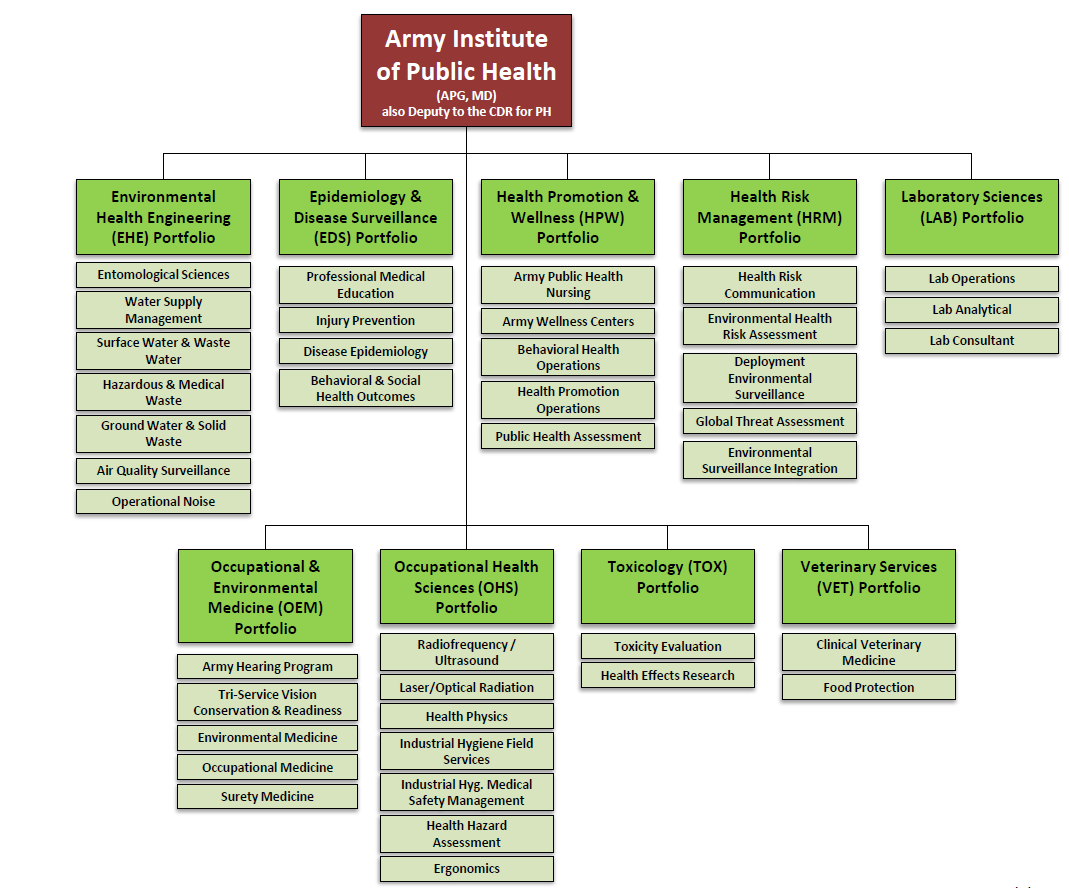 Army Institute
of Public Health
(APG, MD)
also Deputy to the CDR for PH
Environmental
Health Engineering
(EHE) Portfolio
Entomological Sciences
Water Supply
Management
Surface Water & Waste
Water
Hazardous & Medical
Waste
Ground Water & Solid
Waste
Air Quality Surveillance
Operational Noise
Epidemiology &
Disease Surveillance
(EDS) Portfolio
Professional Medical
Education
Injury Prevention
Disease Epidemiology
Behavioral & Social
Health Outcomes
Health Promotion &
Wellness (HPW)
Portfolio
Army Public Health
Nursing
Army Wellness Centers
Behavioral Health
Operations
Health Promotion
Operations
Public Health Assessment
Health Risk
Management (HRM)
Portfolio
Health Risk
Communication
Environmental Health
Risk Assessment
Deployment
Environmental
Surveillance
Global Threat Assessment
Environmental
Surveillance Integration
Laboratory Sciences
(LAB) Portfolio
Lab Operations
Lab Analytical
Lab Consultant
Occupational &
Environmental
Medicine (OEM)
Portfolio
Army Hearing Program
Tri-Service Vision
Conservation & Readiness
Environmental Medicine
Occupational Medicine
Surety Medicine
Occupational Health
Sciences (OHS)
Portfolio
Radiofrequency /
Ultrasound
Laser/Optical Radiation
Health Physics
Industrial Hygiene Field
Services
Industrial Hyg. Medical
Safety Management
Health Hazard
Assessment
Ergonomics
Toxicology (TOX)
Portfolio
Toxicity Evaluation
Health Effects Research
Veterinary Services
(VET) Portfolio
Clinical Veterinary
Medicine
Food Protection